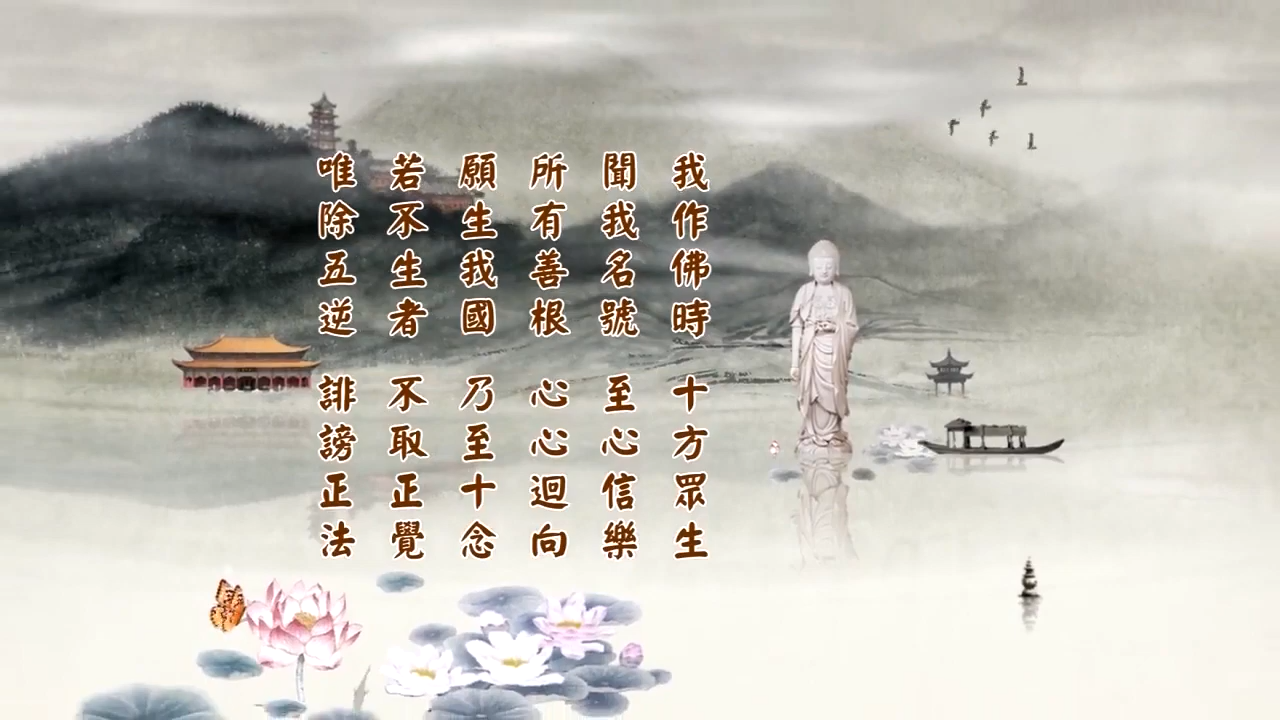 我作佛時 十方眾生
聞我名號 至心信樂
所有善根 心心迴向
願生我國 乃至十念
若不生者 不取正覺
唯除五逆 誹謗正法